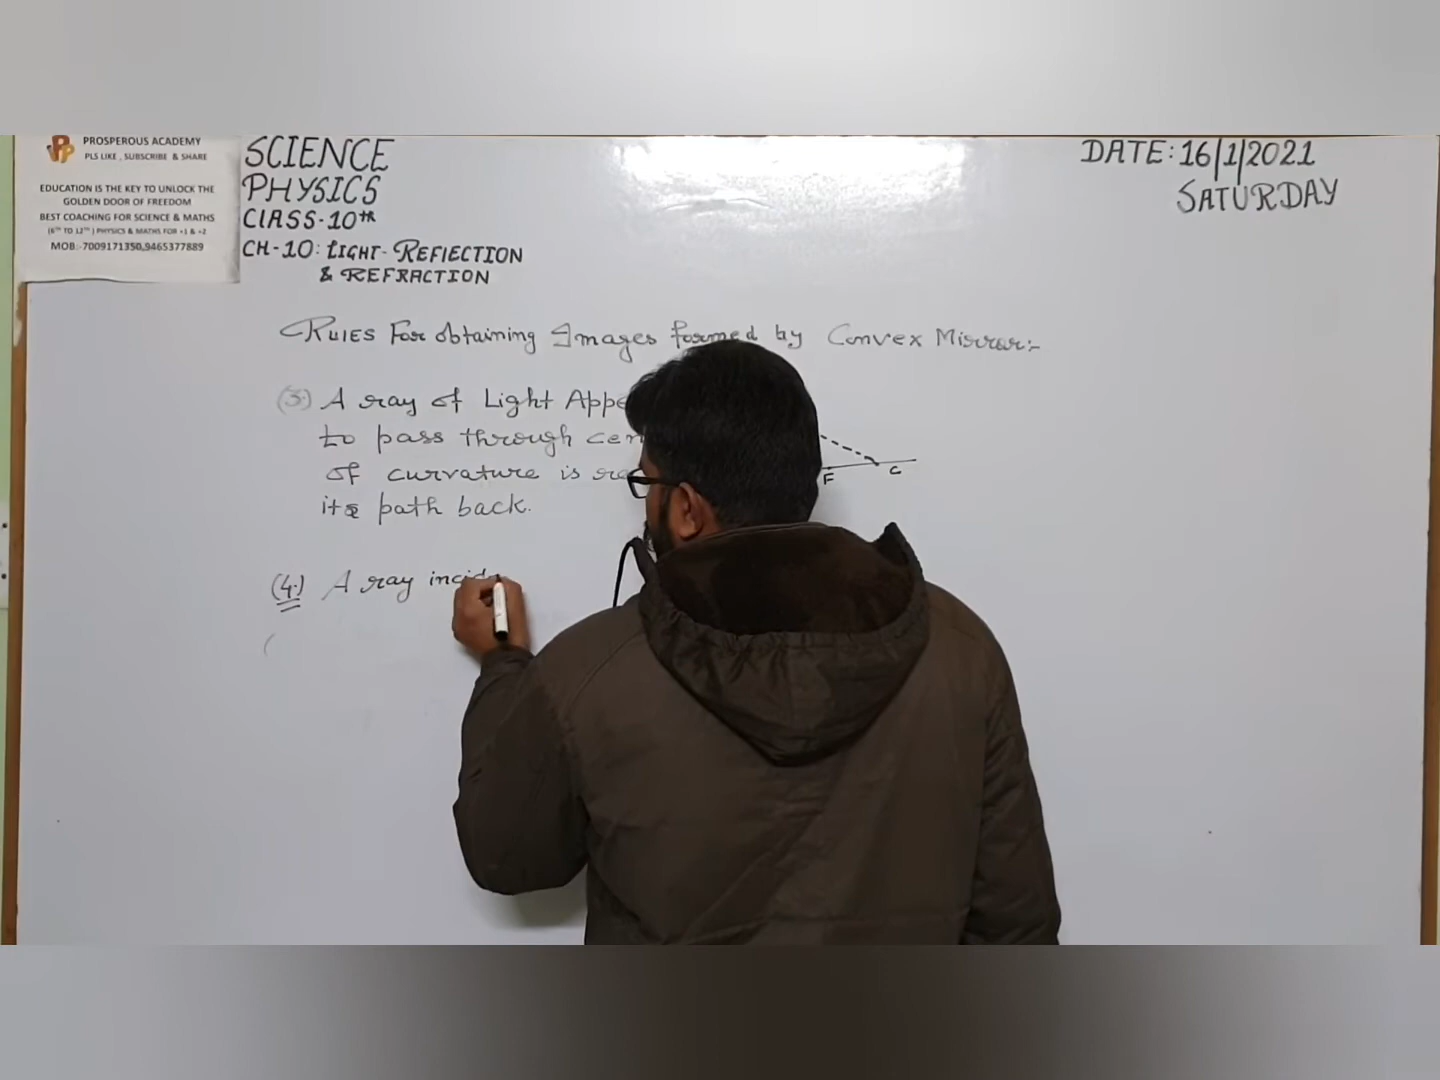 PROSPEROUS ACADEMY
PLS LIKE , SUBSCRIBE & SHARE
EDUCATION IS THE KEY TO UNLOCK THE
GOLDEN DOOR OF FREEDOM
BEST COACHING FOR SCIENCE & MATHS
(6TH TO 12TH ) PHYSICS & MATHS FOR +1 & +2
MOB:-7009171350,9465377889
SCIENCE
PHYSICS
CLASS-10th
CH-10: LIGHT- REFLECTION
& REFRACTION
DATE: 16/1/2021
SATURDAY
RULES For obtaining Images formed by Convex Mirror:-
(3.) A ray of Light Appe
to pass through cen
of curvature is re
its path back.
F C
(4.) A ray incid